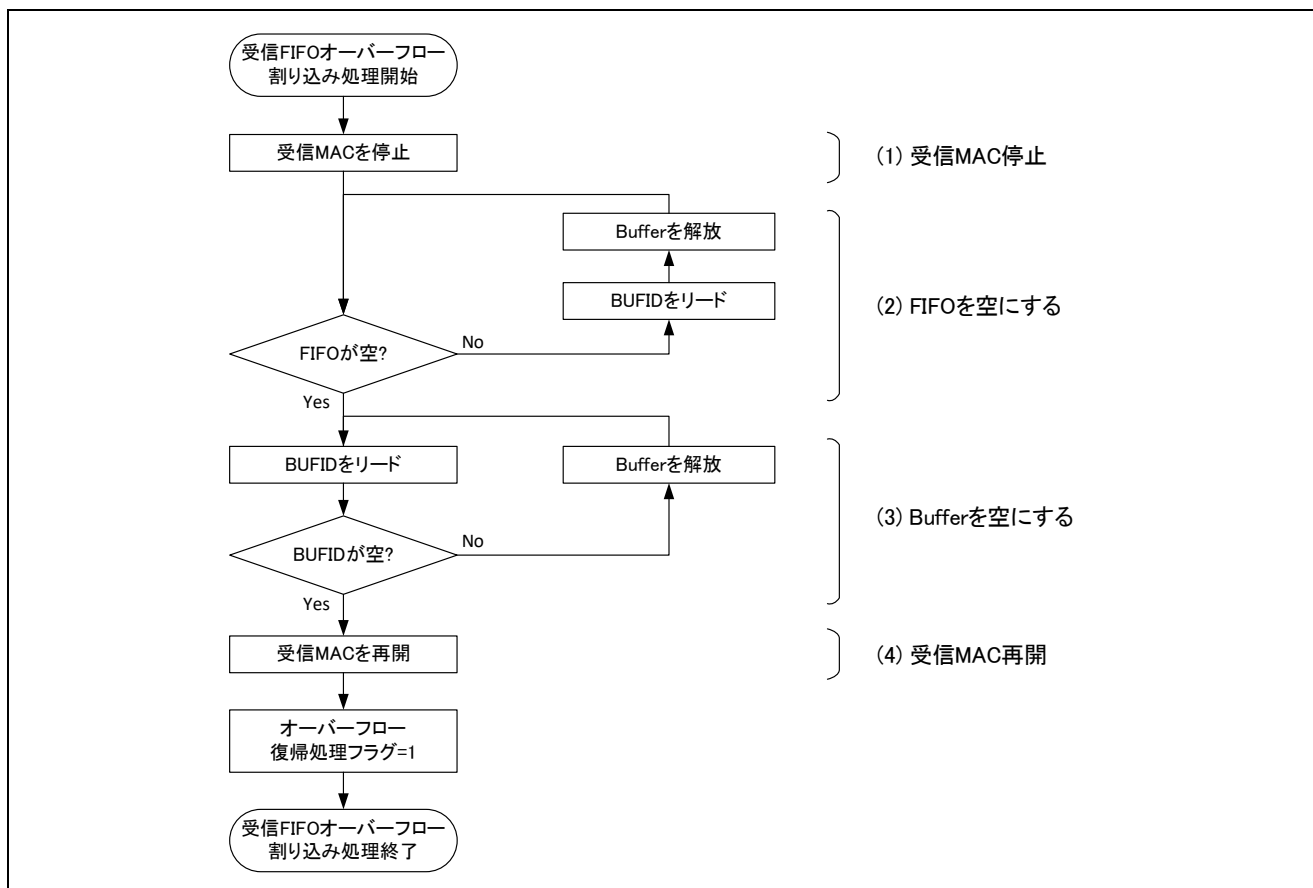 受信FIFOオーバーフロー
割り込み処理開始
受信MACを停止
(1) 受信MAC停止
Bufferを解放
BUFIDをリード
(2) FIFOを空にする
FIFOが空?
No
Yes
BUFIDをリード
Bufferを解放
(3) Bufferを空にする
BUFIDが空?
No
Yes
受信MACを再開
(4) 受信MAC再開
オーバーフロー
復帰処理フラグ=1
受信FIFOオーバーフロー
割り込み処理終了